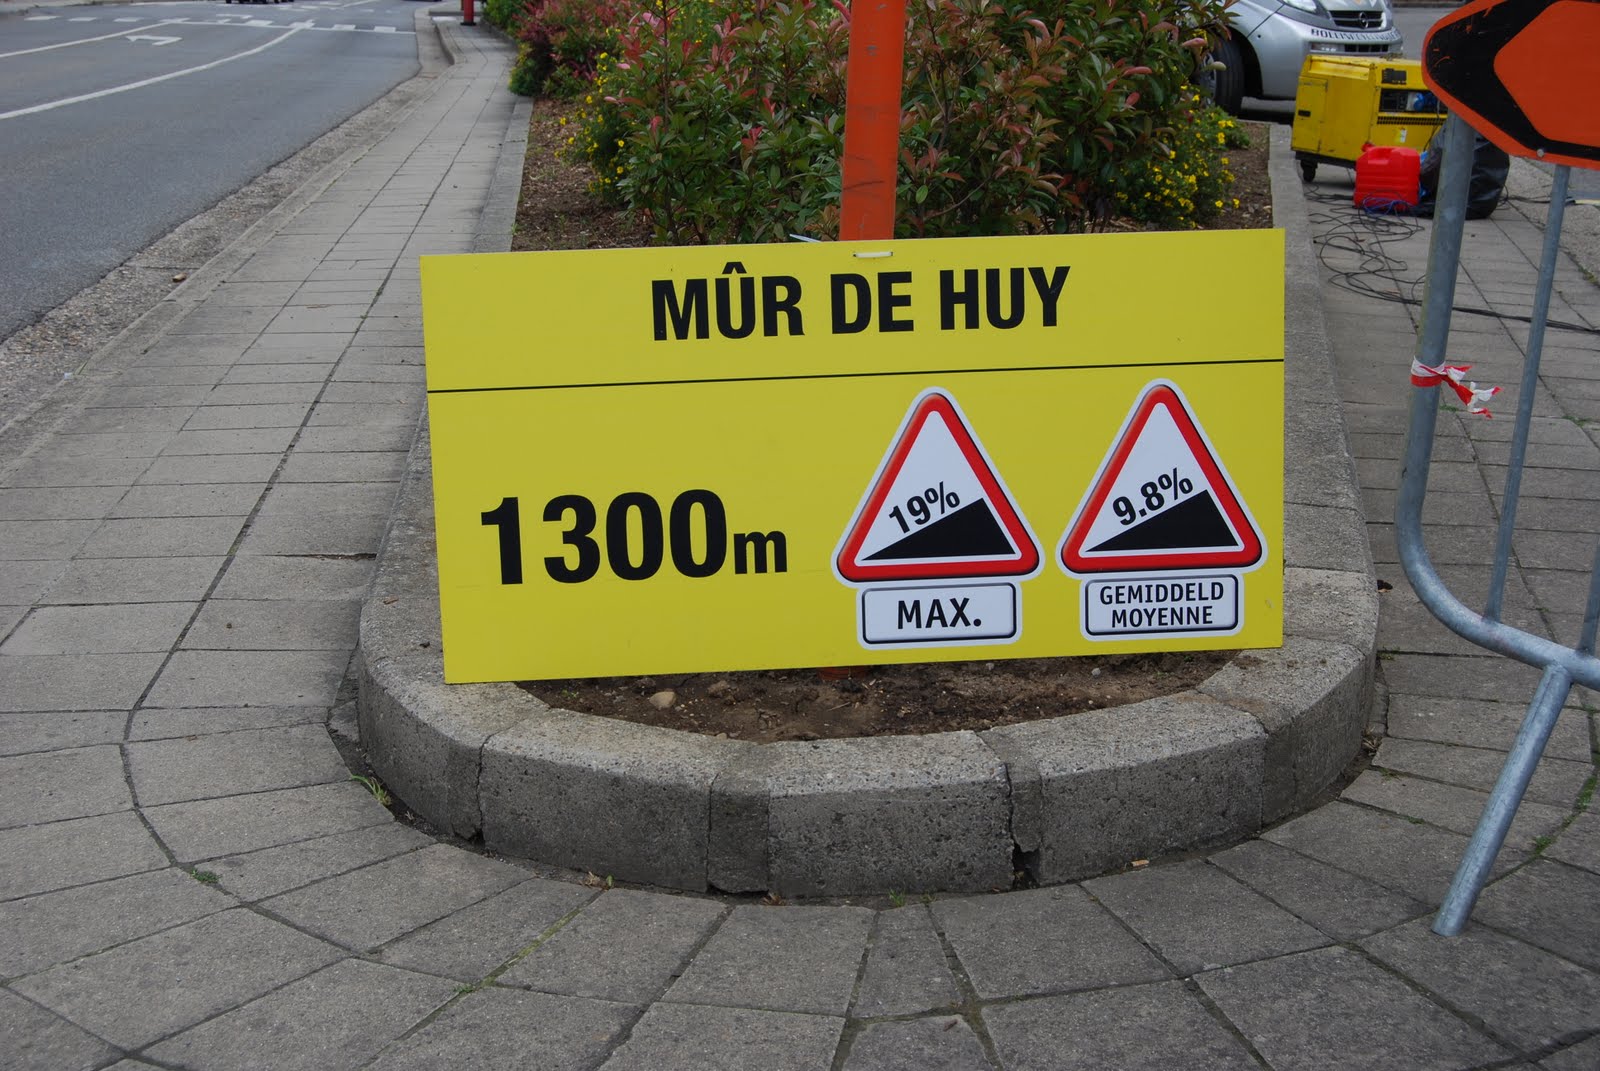 MÛR DE HUY
1300m
19%
MAX.
9.8%
GEMIDDELD
MOYENNE